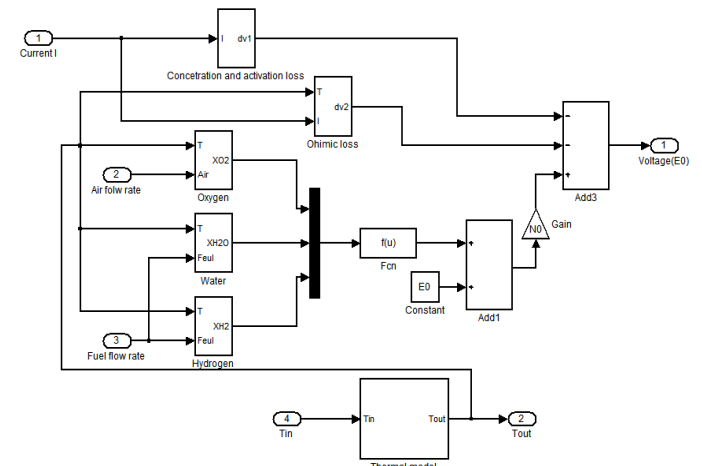 1
Current I
I
dv1
Concetration and activation loss
T
I
dv2
Ohimic loss
T
Air
XO2
Oxygen
2
Air folw rate
T
Feul
XH2O
Water
T
Feul
XH2
Hydrogen
3
Fuel flow rate
f(u)
Fcn
E0
Constant
Add1
N0
Gain
Add3
1
Voltage(E0)
4
Tin
Tin
Tout
Thermal model
2
Tout